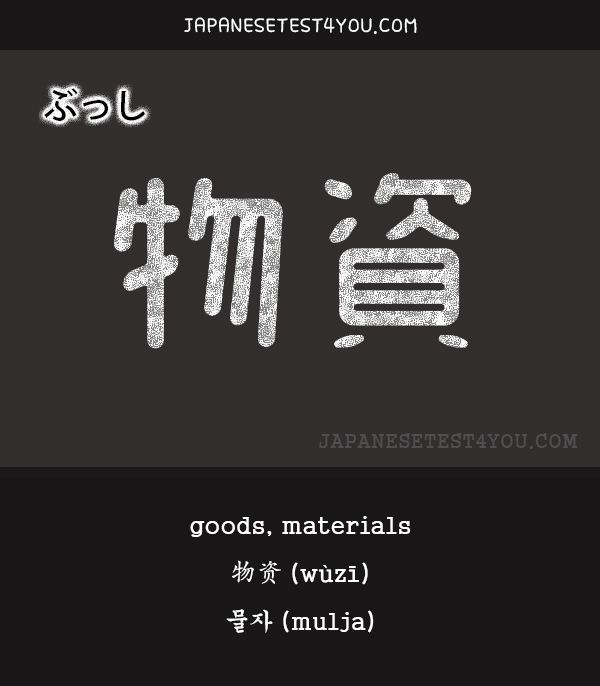 JAPANESETEST4YOU.COM
ぶっし
物資
JAPANESETEST4YOU.COM
goods, materials
物资 (wùzī)
물자 (mulja)